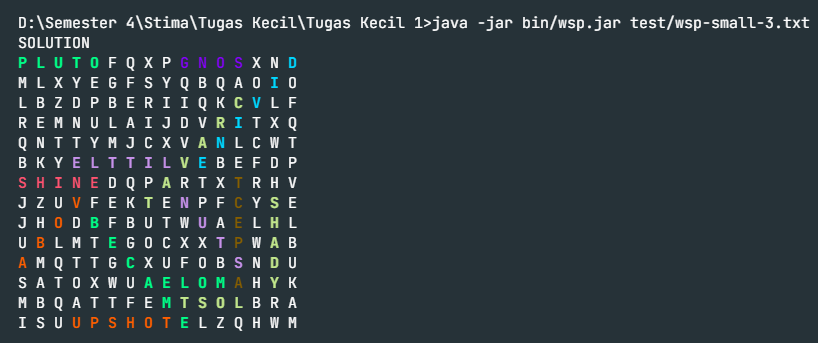 D:\Semester 4\Stima\Tugas Kecil\Tugas Kecil 1>java -jar bin/wsp.jar test/wsp-small-3.txt
SOLUTION
P L U T O F Q X P G N O S X N D
M L X Y E G F S Y Q B Q A O I O
L B Z D P B E R I I Q K C V L F
R E M N U L A I J D V R I T X Q
Q N T T Y M J C X V A N L C W T
B K Y E L T T I L V E B E F D P
S H I N E D Q P A R T X T R H V
J Z U V F E K T E N P F C Y S E
J H O D B F B U T W U A E L H L
U B L M T E G O C X X T P W A B
A M Q T T G C X U F O B S N D U
S A T O X W U A E L O M A H Y K
M B Q A T T F E M T S O L B R A
I S U U P S H O T E L Z Q H W M